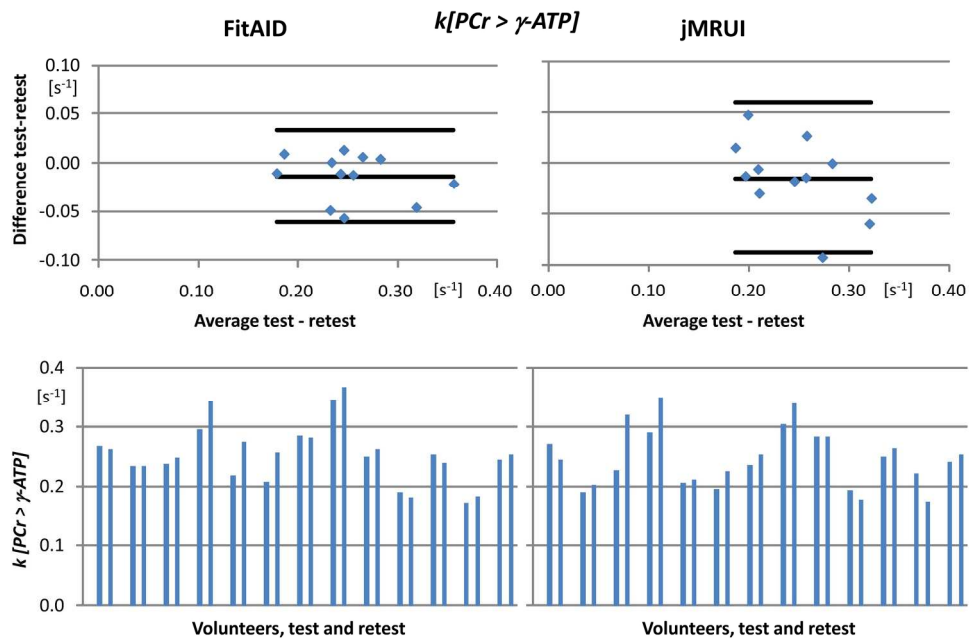 k[PCr > γ-ATP]
FitAID
jMRUI
Difference test-retest
0.10
[s-1]
0.05
0.00
-0.05
-0.10
0.00
0.10
0.20
0.30
[s-1]
0.40
Average test - retest
0.00
0.10
0.20
0.30
[s-1]
0.40
Average test - retest
k [PCr > γ-ATP]
0.4
[s-1]
0.3
0.2
0.1
0.0
Volunteers, test and retest
Volunteers, test and retest